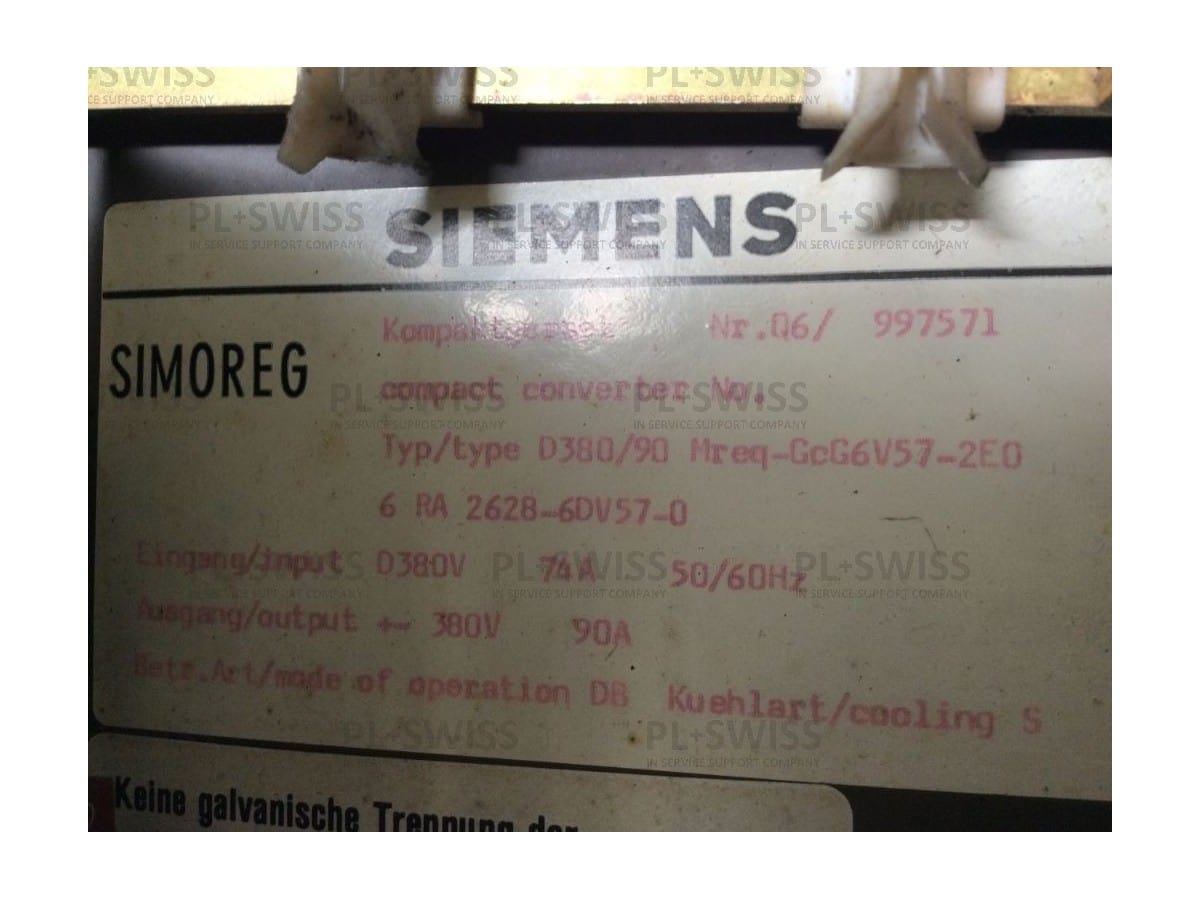 SIEMENS
SIMOREG
Kompaktgeraet Nr.Q6/ 997571
compact converter No.
Typ/type D380/90 Mreq-GcG6V57-2E0
6 RA 2628-6DV57-0
Eingang/input D380V 74A 50/60Hz
Ausgang/output +- 380V 90A
Betr.Art/mode of operation DB Kuehlart/cooling S
Keine galvanische Trennung der
PL+SWISS
IN SERVICE SUPPORT COMPANY